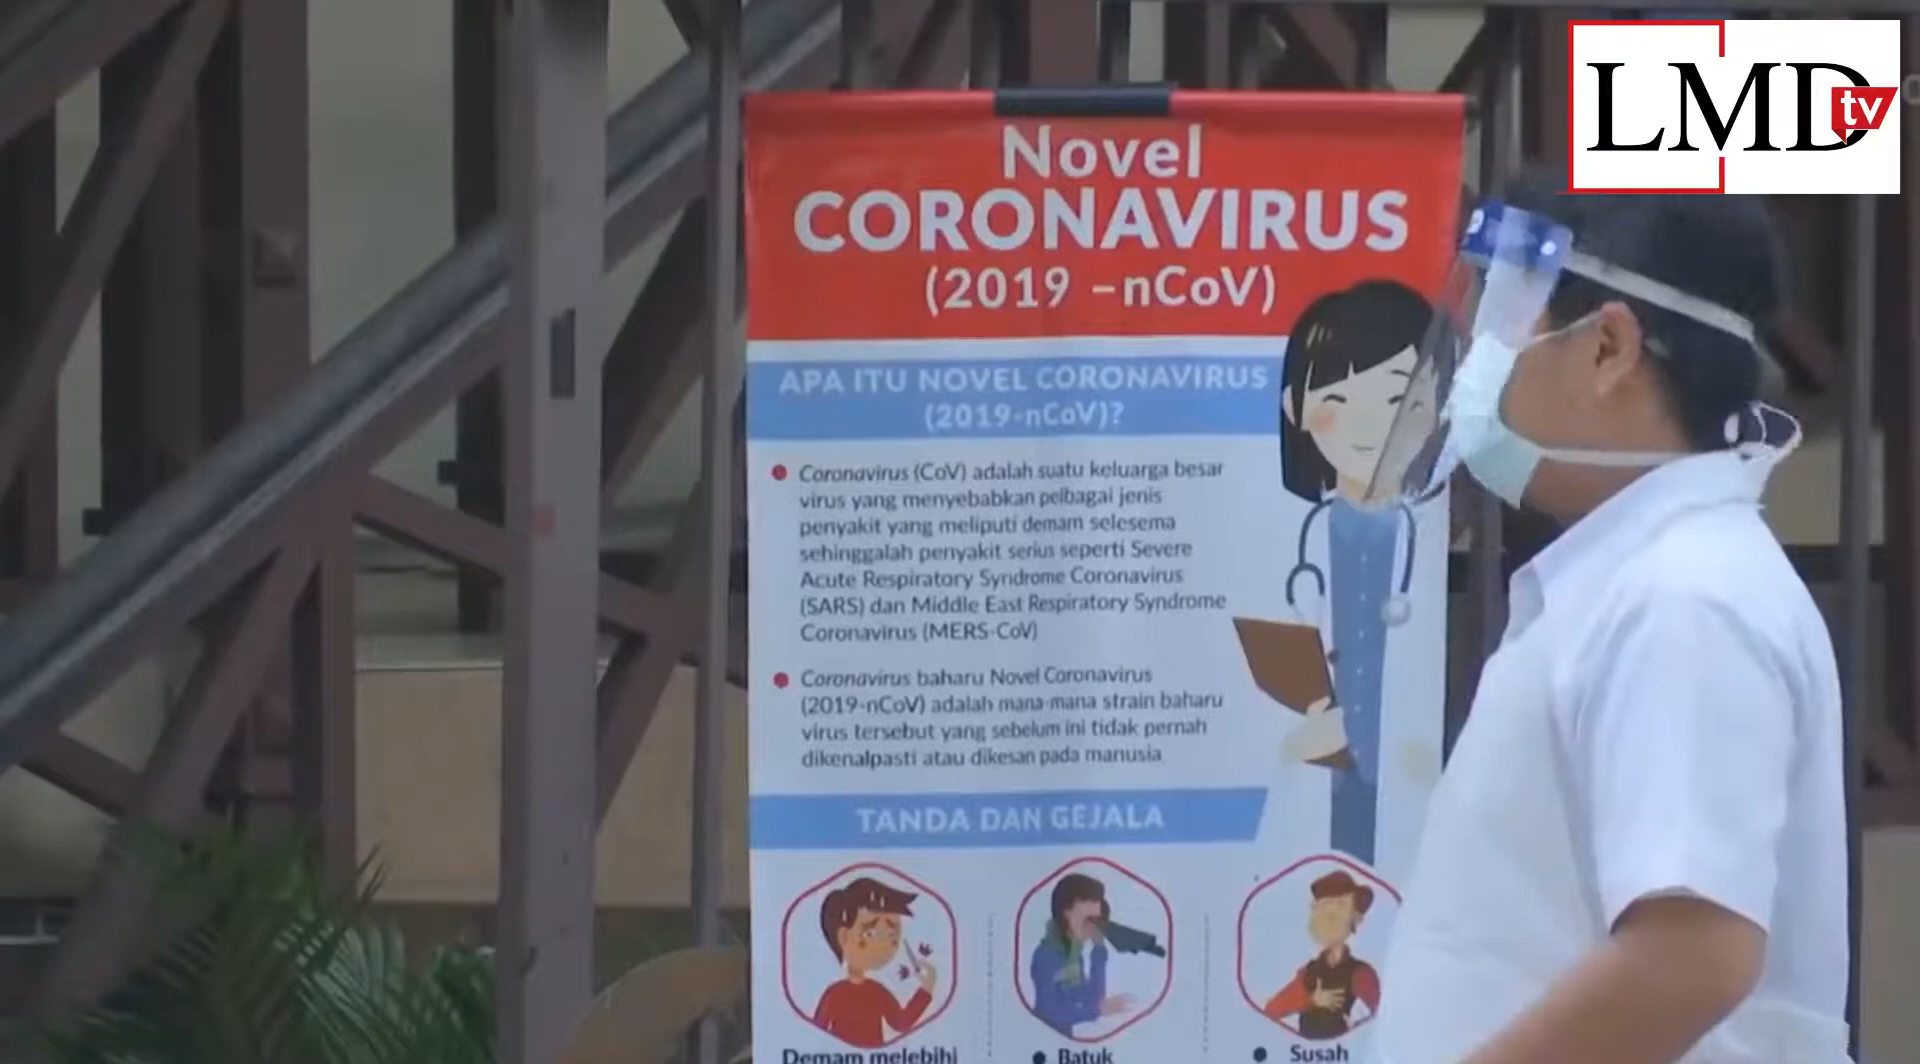 LMD
tv
Novel
CORONAVIRUS
(2019 –nCoV)
APA ITU NOVEL CORONAVIRUS
(2019-nCoV)?
Coronavirus (CoV) adalah suatu keluarga besar
virus yang menyebabkan pelbagai jenis
penyakit yang meliputi demam selesema
sehinggalah penyakit serius seperti Severe
Acute Respiratory Syndrome Coronavirus
(SARS) dan Middle East Respiratory Syndrome
Coronavirus (MERS-CoV)
Coronavirus baharu Novel Coronavirus
(2019-nCoV) adalah mana-mana strain baharu
virus tersebut yang sebelum ini tidak pernah
dikenalpasti atau dikesan pada manusia
TANDA DAN GEJALA
Demam melebihi
Batuk
Susah